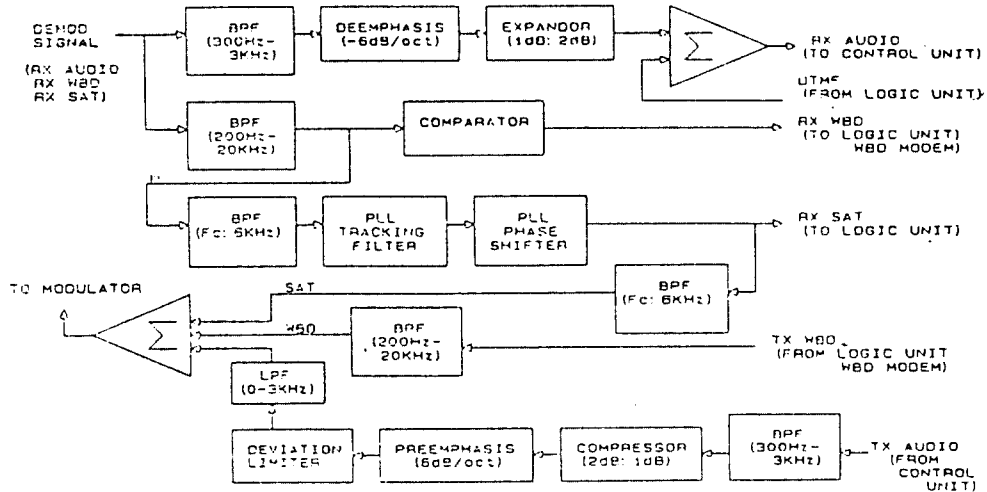 DEMOD
SIGNAL
(RX AUDIO
RX WBD
RX SAT)
BPF
(300Hz-
3KHz)
DEEMPHASIS
(-6dB/oct)
EXPANDOR
(1dB: 2dB)
Σ
RX AUDIO
(TO CONTROL
UNIT)
DTMF
(FROM LOGIC UNIT)
BPF
(200Hz-
20KHz)
COMPARATOR
RX WBD
(TO LOGIC UNIT)
WBD MODEM)
BPF
(Fc: 6KHz)
PLL
TRACKING
FILTER
PLL
PHASE
SHIFTER
RX SAT
(TO LOGIC
UNIT)
TO MODULATOR
Σ
SAT
BPF
(Fc: 6KHz)
WBD
BPF
(200Hz-
20KHz)
TX WBD
(FROM LOGIC UNIT
WBD MODEM)
LPF
(0-3KHz)
DEVIATION
LIMITER
PREEMPHASIS
(6dB/oct)
COMPRESSOR
(2dB: 1dB)
BPF
(300Hz-
3KHz)
TX AUDIO
(FROM
CONTROL
UNIT)